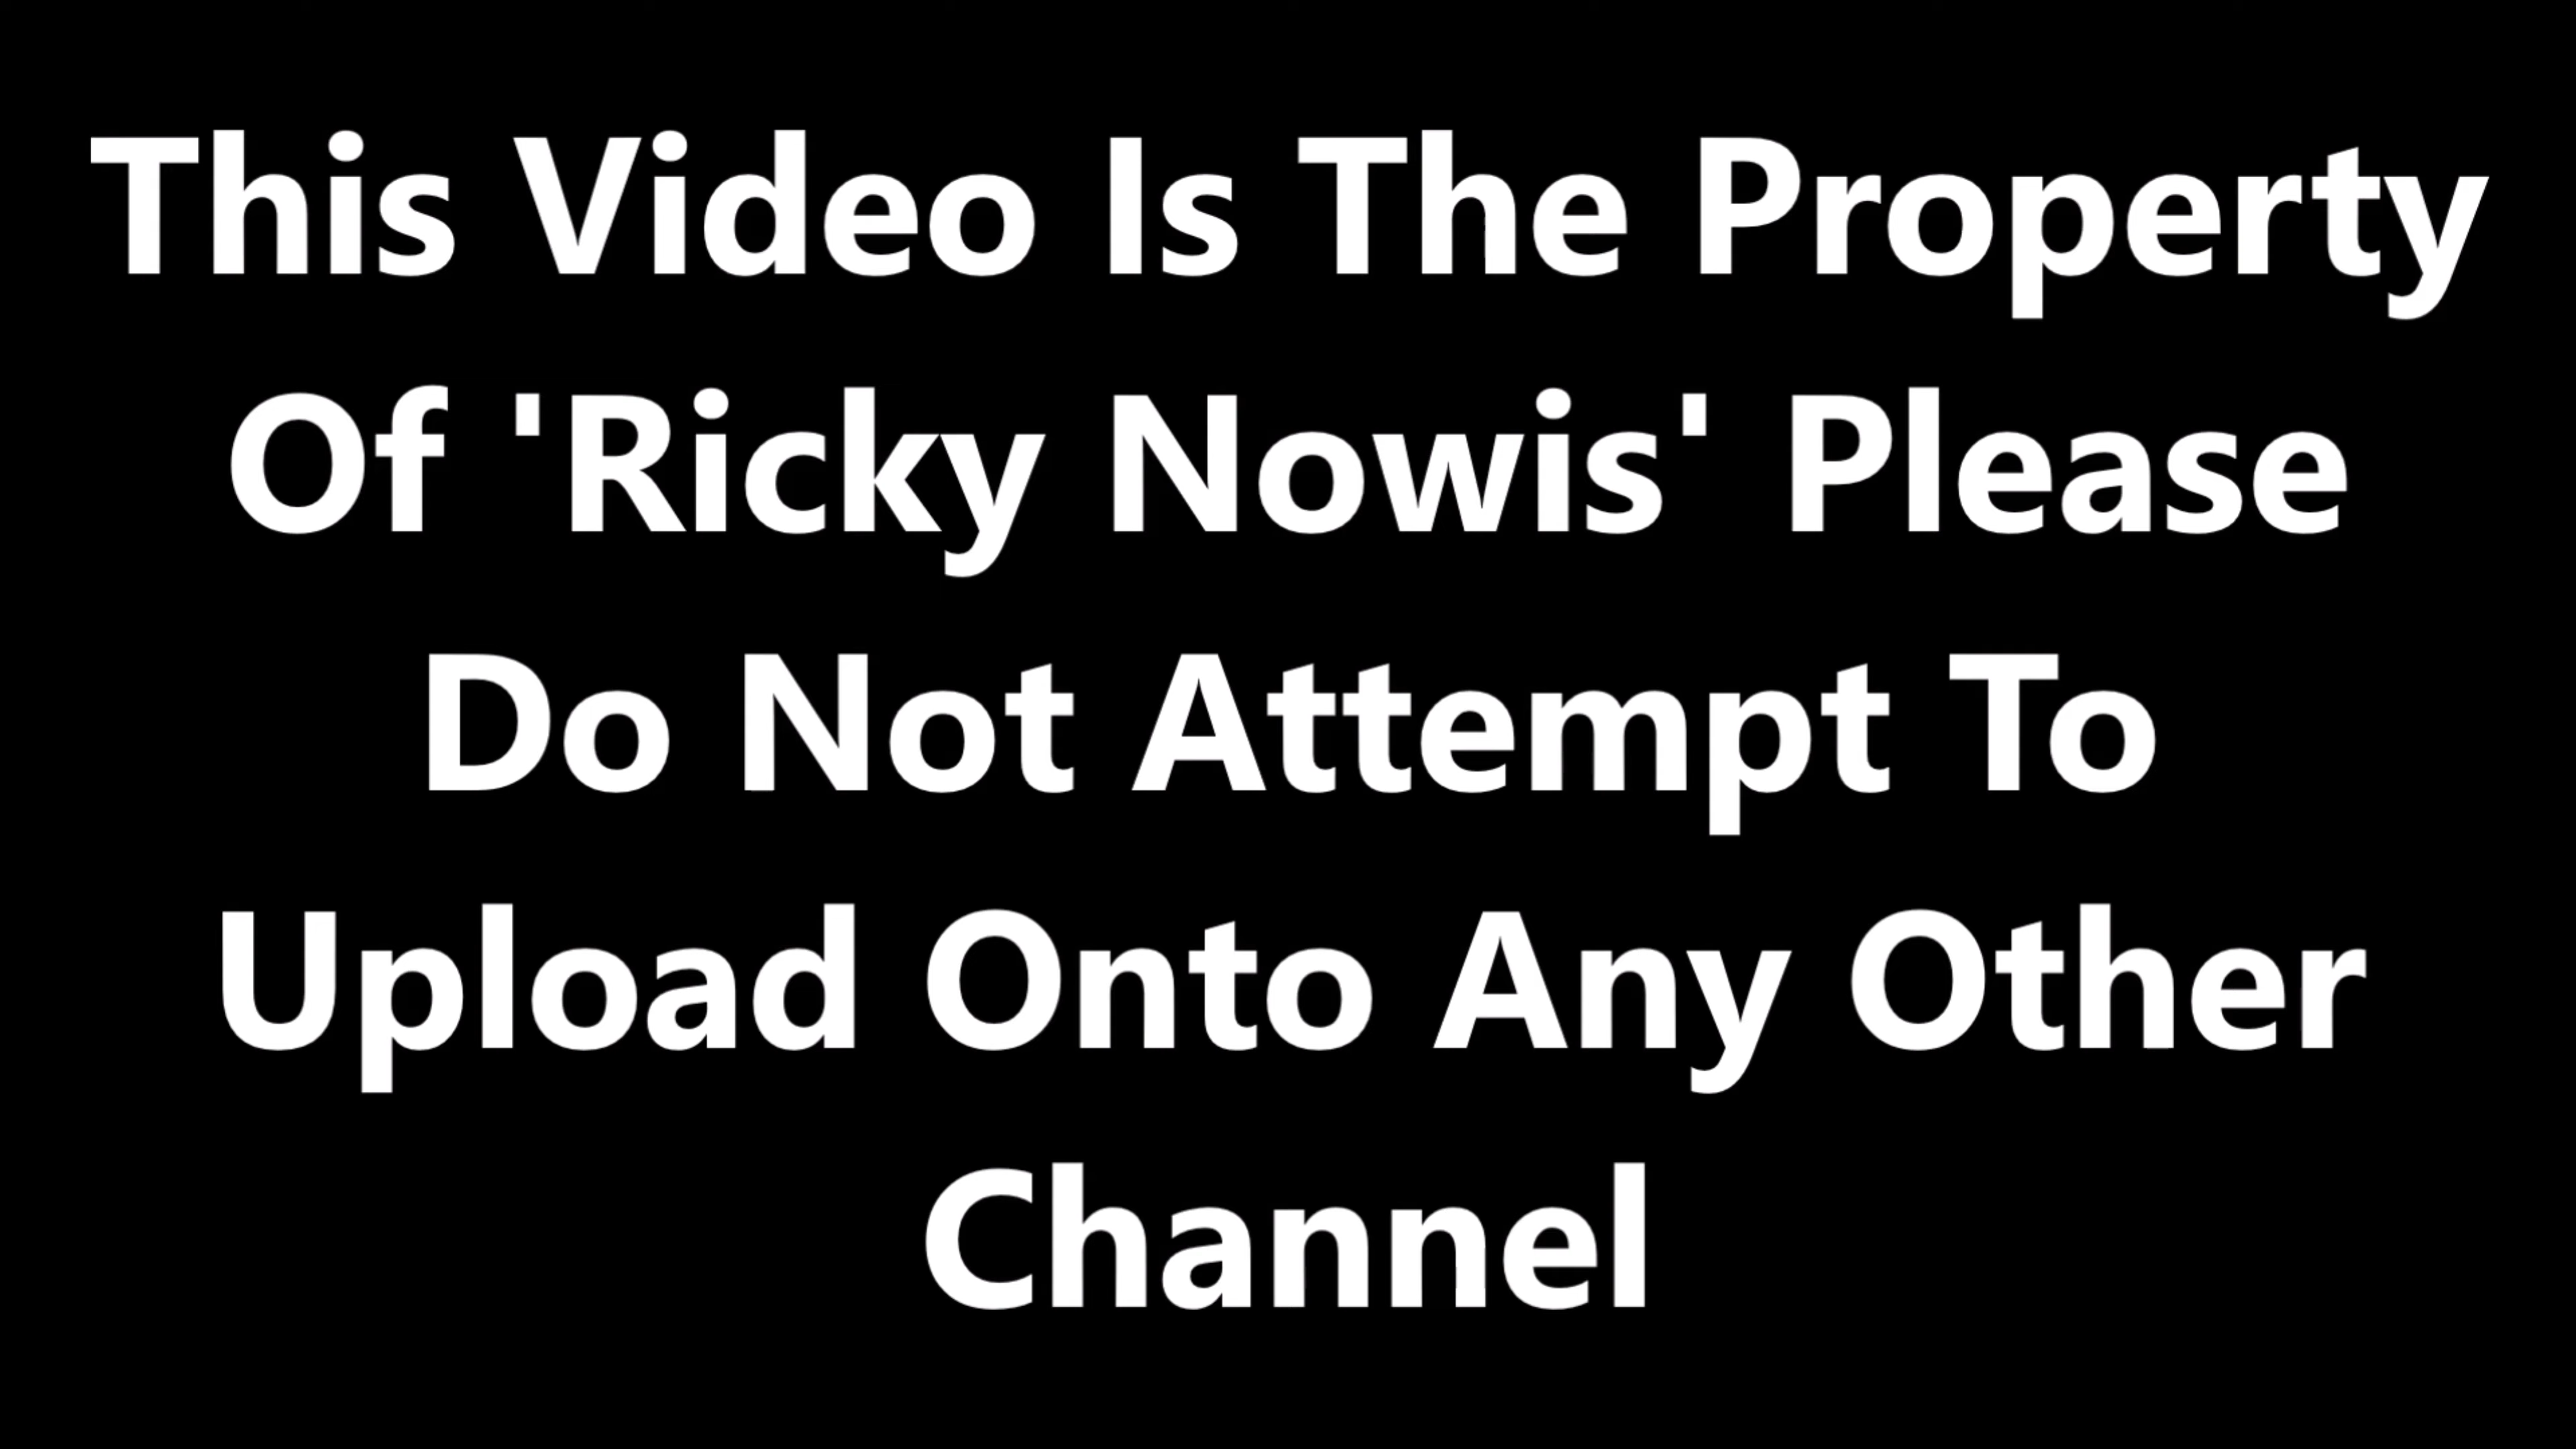 This Video Is The Property
Of 'Ricky Nowis' Please
Do Not Attempt To
Upload Onto Any Other
Channel